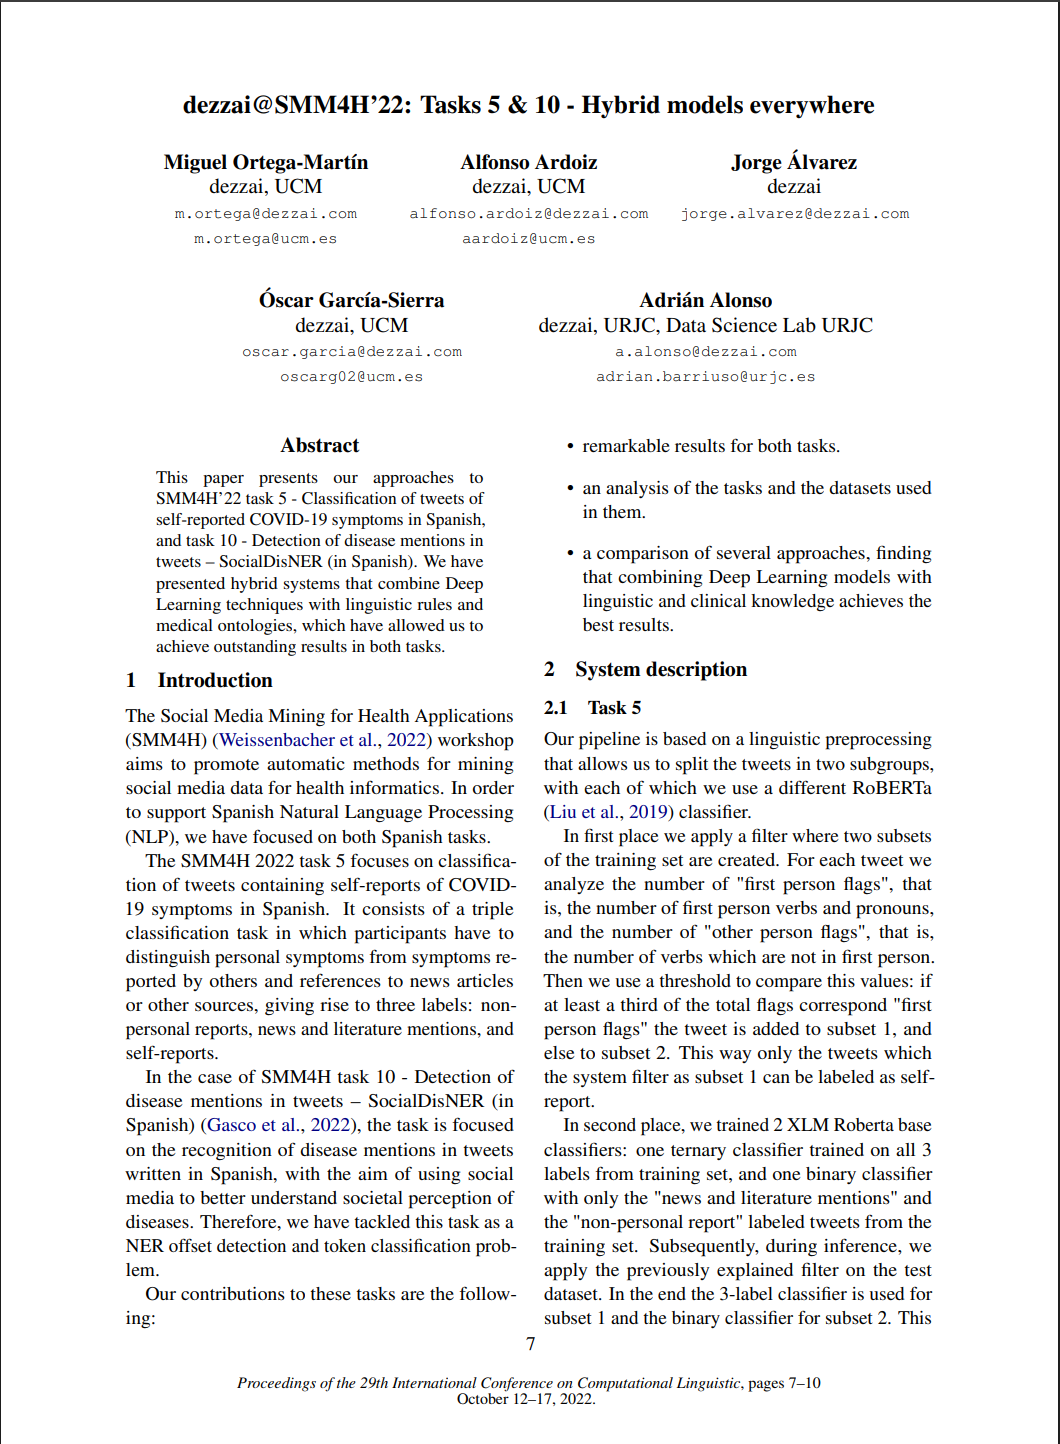 dezzai@SMM4H’22: Tasks 5 & 10 - Hybrid models everywhere
Miguel Ortega-Martín
dezzai, UCM
m.ortega@dezzai.com
m.ortega@ucm.es
Alfonso Ardoiz
dezzai, UCM
alfonso.ardoiz@dezzai.com
aardoiz@ucm.es
Jorge Álvarez
dezzai
jorge.alvarez@dezzai.com
Óscar García-Sierra
dezzai, UCM
oscar.garcia@dezzai.com
oscarg02@ucm.es
Adrián Alonso
dezzai, URJC, Data Science Lab URJC
a.alonso@dezzai.com
adrian.barriuso@urjc.es
Abstract
This paper presents our approaches to
SMM4H’22 task 5 - Classification of tweets of
self-reported COVID-19 symptoms in Spanish,
and task 10 - Detection of disease mentions in
tweets – SocialDisNER (in Spanish). We have
presented hybrid systems that combine Deep
Learning techniques with linguistic rules and
medical ontologies, which have allowed us to
achieve outstanding results in both tasks.
1 Introduction
The Social Media Mining for Health Applications
(SMM4H) (Weissenbacher et al., 2022) workshop
aims to promote automatic methods for mining
social media data for health informatics. In order
to support Spanish Natural Language Processing
(NLP), we have focused on both Spanish tasks.
The SMM4H 2022 task 5 focuses on classifica-
tion of tweets containing self-reports of COVID-
19 symptoms in Spanish. It consists of a triple
classification task in which participants have to
distinguish personal symptoms from symptoms re-
ported by others and references to news articles
or other sources, giving rise to three labels: non-
personal reports, news and literature mentions, and
self-reports.
In the case of SMM4H task 10 - Detection of
disease mentions in tweets – SocialDisNER (in
Spanish) (Gasco et al., 2022), the task is focused
on the recognition of disease mentions in tweets
written in Spanish, with the aim of using social
media to better understand societal perception of
diseases. Therefore, we have tackled this task as a
NER offset detection and token classification prob-
lem.
Our contributions to these tasks are the follow-
ing:
• remarkable results for both tasks.
• an analysis of the tasks and the datasets used
in them.
• a comparison of several approaches, finding
that combining Deep Learning models with
linguistic and clinical knowledge achieves the
best results.
2 System description
2.1 Task 5
Our pipeline is based on a linguistic preprocessing
that allows us to split the tweets in two subgroups,
with each of which we use a different RoBERTa
(Liu et al., 2019) classifier.
In first place we apply a filter where two subsets
of the training set are created. For each tweet we
analyze the number of "first person flags", that
is, the number of first person verbs and pronouns,
and the number of "other person flags", that is,
the number of verbs which are not in first person.
Then we use a threshold to compare this values: if
at least a third of the total flags correspond "first
person flags" the tweet is added to subset 1, and
else to subset 2. This way only the tweets which
the system filter as subset 1 can be labeled as self-
report.
In second place, we trained 2 XLM Roberta base
classifiers: one ternary classifier trained on all 3
labels from training set, and one binary classifier
with only the "news and literature mentions" and
the "non-personal report" labeled tweets from the
training set. Subsequently, during inference, we
apply the previously explained filter on the test
dataset. In the end the 3-label classifier is used for
subset 1 and the binary classifier for subset 2. This
7
Proceedings of the 29th International Conference on Computational Linguistic, pages 7–10
October 12–17, 2022.